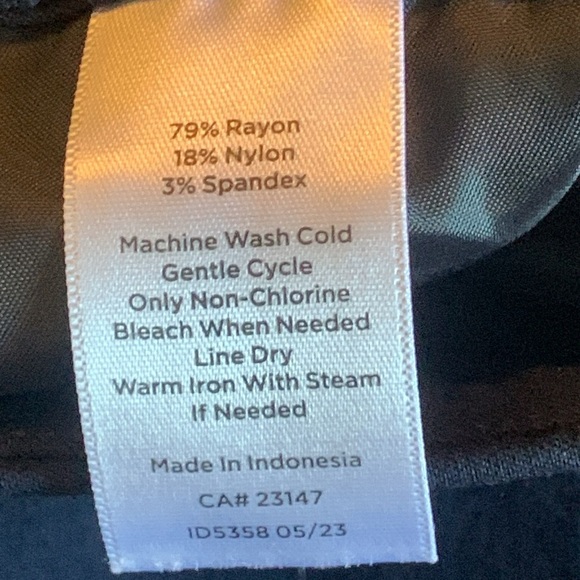 79% Rayon
18% Nylon
3% Spandex
Machine Wash Cold
Gentle Cycle
Only Non-Chlorine
Bleach When Needed
Line Dry
Warm Iron With Steam
If Needed
Made In Indonesia
CA# 23147
ID5358 05/23